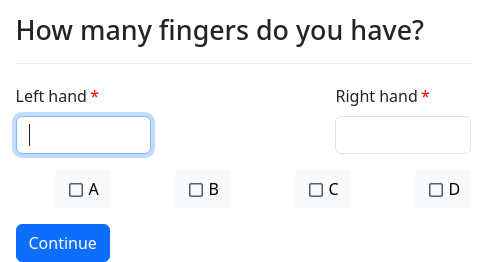 How many fingers do you have?
Left hand * Right hand *
A B C D
Continue